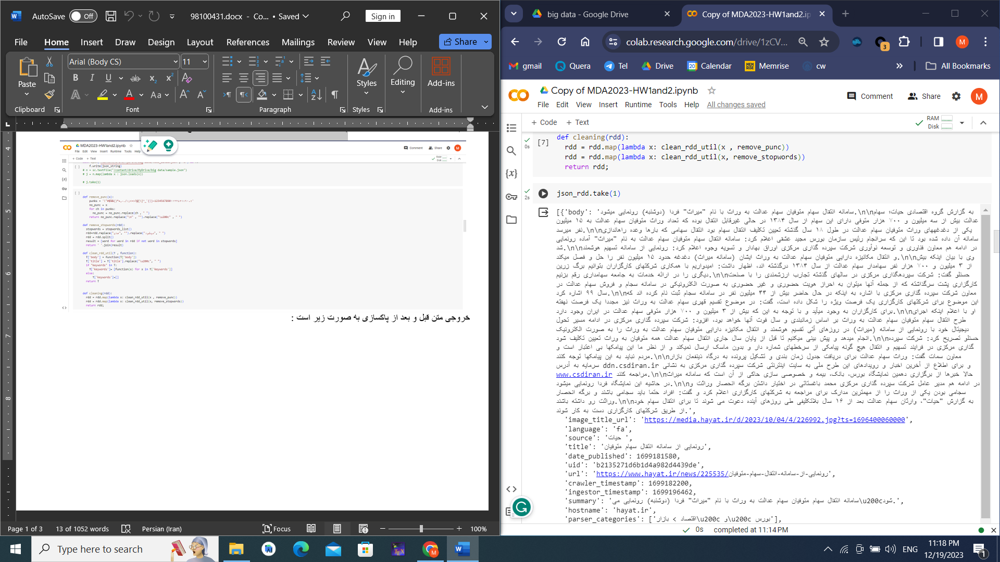 AutoSave Off 98100431.docx - Co... • Saved Sign in
File Home Insert Draw Design Layout References Mailings Review View Help Share
Arial (Body CS) 11
Paste Styles Editing Add-ins
Clipboard Font Paragraph Styles Add-ins
MDA2023-HW1and2.ipynb
File Edit View Insert Runtime Tools Help
Comment Share
+ Code + Text
f.write(json_string)
# n = sc.textFile("/content/drive/MyDrive/big data/sample.json")
# j = n.map(lambda x : json.loads(x))
# j.take(1)
def remove_punc(x):
no_punc = x
for ch in punks:
no_punc = no_punc.replace(ch , " ")
return no_punc.replace("\n" , "").replace("\u200c" , " ")
def remove_stopwords(rdd):
stopwords = stopwords_list()
rdd = rdd.split()
result = [word for word in rdd if not word in stopwords]
return ' '.join(result)
def clean_rdd_util(T , function):
T['body'] = function(T['body'])
T['title'] = T['title'].replace("\u200c", " ")
if "keywords" in T:
T['keywords']= [function(x) for x in T['keywords']]
else:
T['keywords']=[]
return T
def cleaning(rdd):
rdd = rdd.map(lambda x: clean_rdd_util(x , remove_punc))
rdd = rdd.map(lambda x: clean_rdd_util(x, remove_stopwords))
return rdd;
خروجی متن قبل و بعد از پاکسازی به صورت زیر است :
Page 1 of 3 13 of 1052 words Persian (Iran) Focus 100%
big data - Google Drive Copy of MDA2023-HW1and2.ip
colab.research.google.com/drive/1zCV...
gmail Quera Tel Drive Calendar Memrise cw All Bookmarks
Copy of MDA2023-HW1and2.ipynb
Comment Share
File Edit View Insert Runtime Tools Help All changes saved
+ Code + Text RAM Disk
[7] def cleaning(rdd):
0s rdd = rdd.map(lambda x: clean_rdd_util(x , remove_punc))
rdd = rdd.map(lambda x: clean_rdd_util(x, remove_stopwords))
return rdd;
2s json_rdd.take(1)
[{'body': 'سامانه انتقال سهام متوفیان سهام عدالت به وراث با نام "میراث" فردا (دوشنبه) رونمایی میشود.\n\nبه گزارش گروه اقتصادی حیات؛ سهام
عدالت بیش از سه میلیون و ۷۰۰ هزار متوفی دارای این سهام از سال ۱۳۸۴ در حالی غیرقابل انتقال بوده که تعداد وراث متوفیان سهام عدالت به ۱۵ میلیون
نفر میرسد.\n\nیکی از دغدغههای وراث متوفیان سهام عدالت در طول ۱۸ سال گذشته تعیین تکلیف انتقال سهام بود انتقال سهامی که بارها وعده راهاندازی
سامانه آن داده شده بود تا این که سرانجام رئیس سازمان بورس مجید عشقی اعلام کرد: سامانه انتقال سهام متوفیان سهام عدالت به نام "میراث" آماده رونمایی
شد.\n\nدر ادامه هم معاون فناوری و توسعه نوآوری شرکت سپرده گذاری مرکزی اوراق بهادار و تسویه وجوه اعلام کرد: رونمایی از سامانه تسهیم هوشمند
و انتقال مکانیزه دارایی متوفیان سهام عدالت به وراث ایشان (سامانه میراث) دغدغه حدود ۱۵ میلیون نفر را حل و فصل میکند.\n\nوی با بیان اینکه بیش
از ۳ میلیون و ۷۰۰ هزار نفر سهامدار سهام عدالت از سال ۱۳۸۴ درگذشته اند، اظهار داشت: امیدواریم با همکاری شرکتهای کارگزاران بتوانیم برگ زرین
دیگری را در ارائه خدمات به جامعه سهامداری رقم بزنیم.\n\nحسنلو گفت: شرکت سپردهگذاری مرکزی در سالهای گذشته تجارب ارزشمندی را با صنعت
کارگزاری پشت سرگذاشته که از جمله آنها میتوان به احراز هویت حضوری و غیر حضوری به صورت الکترونیکی در سامانه سجام و فروش سهام عدالت در
سال ۹۹ اشاره کرد.\n\nمعاون شرکت سپرده گذاری مرکزی با اشاره به اینکه در حال حاضر بیش از ۴۴ میلیون نفر در سامانه سجام ثبت نام کرده اند که
این موضوع برای شرکتهای کارگزاری یک فرصت ویژه را شکل داده است، گفت: در موضوع تقسیم قهری سهام عدالت به وراث نیز مجددا یک فرصت نهفته
برای کارگزاران به وجود میآید و با توجه به این که بیش از ۳ میلیون و ۷۰۰ هزار متوفی سهام عدالت در ایران وجود دارد.\n\nاو با اعلام اینکه اجرای
طرح انتقال سهام متوفیان سهام عدالت به وراث بر اساس زمانبندی و سال فوت آنها خواهد بود، افزود: شرکت سپرده گذاری مرکزی در ادامه مسیر تحول
دیجیتال خود با رونمایی از سامانه (میراث) در روزهای آتی تقسیم هوشمند و انتقال مکانیزه دارایی متوفیان سهام عدالت به وراث را به صورت الکترونیک
انجام میدهد و پیش بینی میکنیم تا قبل از پایان سال جاری انتقال سهام عدالت همه متوفیان به وراث تعیین تکلیف شود.\n\nحسنلو تصریح کرد: شرکت سپرده
گذاری مرکزی در فرایند تسهیم و انتقال هیچ گونه پیامکی از سرخطهای شماره دار و بدون ماسک ارسال نمیکند و از نظر ما این پیامکها بی اعتبار است و
مردم نباید به این پیامکها توجه کنند.\n\nمعاون سمات گفت: وراث سهام عدالت برای دریافت جدول زمان بندی و تشکیل پرونده به درگاه ذینفعان بازار
سرمایه به آدرس ddn.csdiran.ir و برای اطلاع از آخرین اخبار و رویدادهای این طرح ملی به سایت اینترنتی شرکت سپرده گذاری مرکزی به نشانی
www.csdiran.ir مراجعه کنند.\n\nحالا خبرها از برگزاری دهمین نمایشگاه بورس، بانک، بیمه و خصوصی سازی حاکی از آن است که سامانه میراث
در حاشیه این نمایشگاه فردا رونمایی میشود.\n\nدر ادامه هم مدیر عامل شرکت سپرده گذاری مرکزی محمد باغستانی در اختیار داشتن برگه انحصار وراثت و
سجامی بودن یکی از وراث را از مهمترین مدارک برای مراجعه به شرکتهای کارگزاری اعلام کرد و گفت: افراد حتما باید سجامی باشند و برگه انحصار
وراثت رو داشته باشند.\n\nبه گزارش "حیات"، وارثان سهام عدالت بعد از ۱۶ سال بلاتکلیفی طی روزهای آینده دعوت می شوند تا برای انتقال سهام خود
از طریق شرکتهای کارگزاری دست به کار شوند.',
'image_title_url': 'https://media.hayat.ir/d/2023/10/04/4/226992.jpg?ts=1696400060000',
'language': 'fa',
'source': 'حیات ',
'title': 'رونمایی از سامانه انتقال سهام متوفیان',
'date_published': 1699181580,
'uid': 'b2135271d6b1d4a982d4439de',
'url': 'https://www.hayat.ir/news/225535/رونمایی-از-سامانه-انتقال-سهام-متوفیان',
'crawler_timestamp': 1699182200,
'ingestor_timestamp': 1699196462,
'summary': 'سامانه انتقال سهام متوفیان سهام عدالت به وراث با نام "میراث" فردا (دوشنبه) رونمایی می\u200cشود.',
'hostname': 'hayat.ir',
'parser_categories': ['اقتصاد > بازار\u200c و\u200c بورس'],
0s completed at 11:14 PM
Type here to search ENG 11:18 PM
12/19/2023